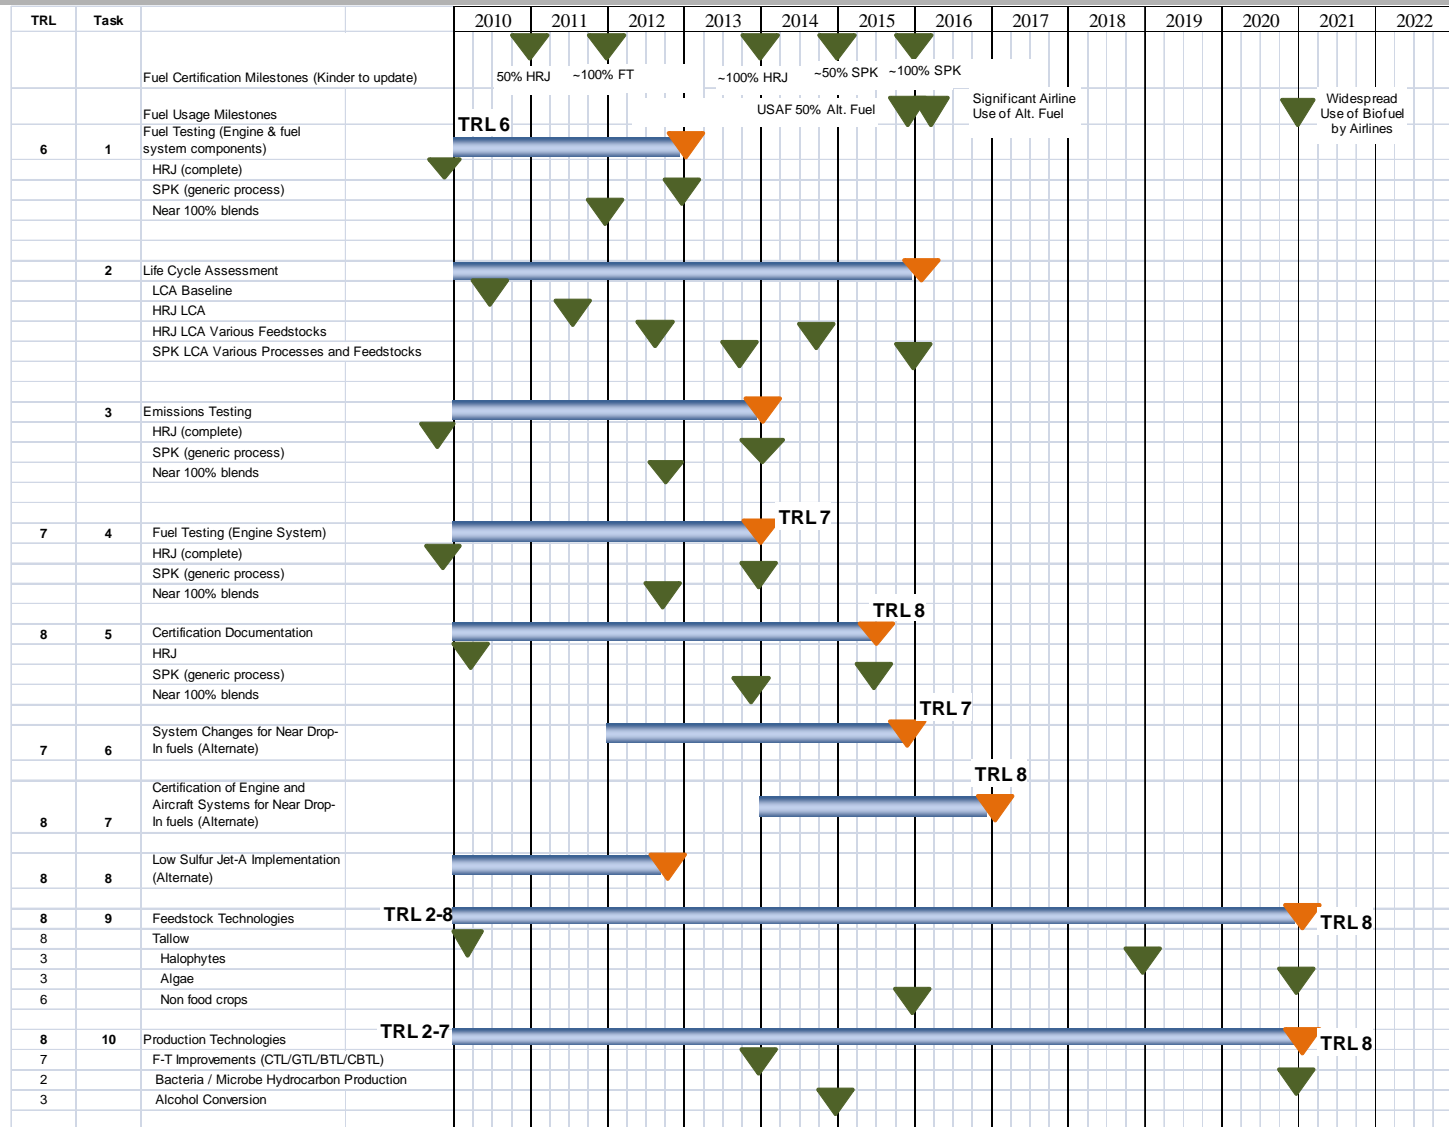 TRL Task 2010 2011 2012 2013 2014 2015 2016 2017 2018 2019 2020 2021 2022
Fuel Certification Milestones (Kinder to update) 50% HRJ ~100% FT ~100% HRJ ~50% SPK ~100% SPK
Fuel Usage Milestones USAF 50% Alt. Fuel
Significant Airline
Use of Alt. Fuel
Widespread
Use of Biofuel
by Airlines
TRL 6
Fuel Testing (Engine & fuel
6 1 system components)
HRJ (complete)
SPK (generic process)
Near 100% blends
2 Life Cycle Assessment
LCA Baseline
HRJ LCA
HRJ LCA Various Feedstocks
SPK LCA Various Processes and Feedstocks
3 Emissions Testing
HRJ (complete)
SPK (generic process)
Near 100% blends
TRL 7
7 4 Fuel Testing (Engine System)
HRJ (complete)
SPK (generic process)
Near 100% blends
TRL 8
8 5 Certification Documentation
HRJ
SPK (generic process)
Near 100% blends
TRL 7
System Changes for Near Drop-
7 6 In fuels (Alternate)
TRL 8
Certification of Engine and
Aircraft Systems for Near Drop-
8 7 In fuels (Alternate)
Low Sulfur Jet-A Implementation
8 8 (Alternate)
8 9 Feedstock Technologies TRL 2-8 TRL 8
8 Tallow
3 Halophytes
3 Algae
6 Non food crops
8 10 Production Technologies TRL 2-7 TRL 8
7 F-T Improvements (CTL/GTL/BTL/CBTL)
2 Bacteria / Microbe Hydrocarbon Production
3 Alcohol Conversion